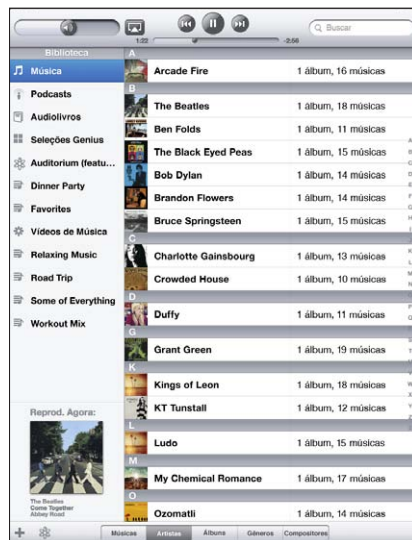 1:22
-2:56
Buscar
Biblioteca
Música
Podcasts
Audiolivros
Seleções Genius
Auditorium (featu...
Dinner Party
Favorites
Vídeos de Música
Relaxing Music
Road Trip
Some of Everything
Workout Mix
Reprod. Agora:
The Beatles
Come Together
Abbey Road
A
Arcade Fire 1 álbum, 16 músicas
B
The Beatles 1 álbum, 18 músicas
Ben Folds 1 álbum, 11 músicas
The Black Eyed Peas 1 álbum, 15 músicas
Bob Dylan 1 álbum, 14 músicas
Brandon Flowers 1 álbum, 14 músicas
Bruce Springsteen 1 álbum, 15 músicas
C
Charlotte Gainsbourg 1 álbum, 13 músicas
Crowded House 1 álbum, 10 músicas
D
Duffy 1 álbum, 11 músicas
G
Grant Green 1 álbum, 19 músicas
K
Kings of Leon 1 álbum, 18 músicas
KT Tunstall 1 álbum, 12 músicas
L
Ludo 1 álbum, 15 músicas
M
My Chemical Romance 1 álbum, 17 músicas
O
Ozomatli 1 álbum, 14 músicas
Músicas Artistas Álbuns Gêneros Compositores